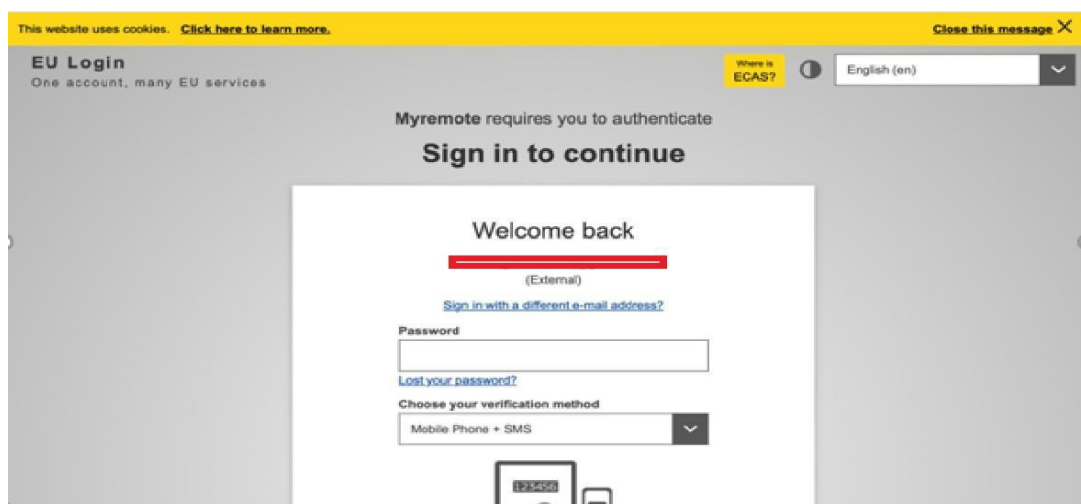 This website uses cookies. Click here to learn more. Close this message
EU Login
One account, many EU services
Where is
ECAS?
English (en)
Myremote requires you to authenticate
Sign in to continue
Welcome back
(External)
Sign in with a different e-mail address?
Password
Lost your password?
Choose your verification method
Mobile Phone + SMS
123456